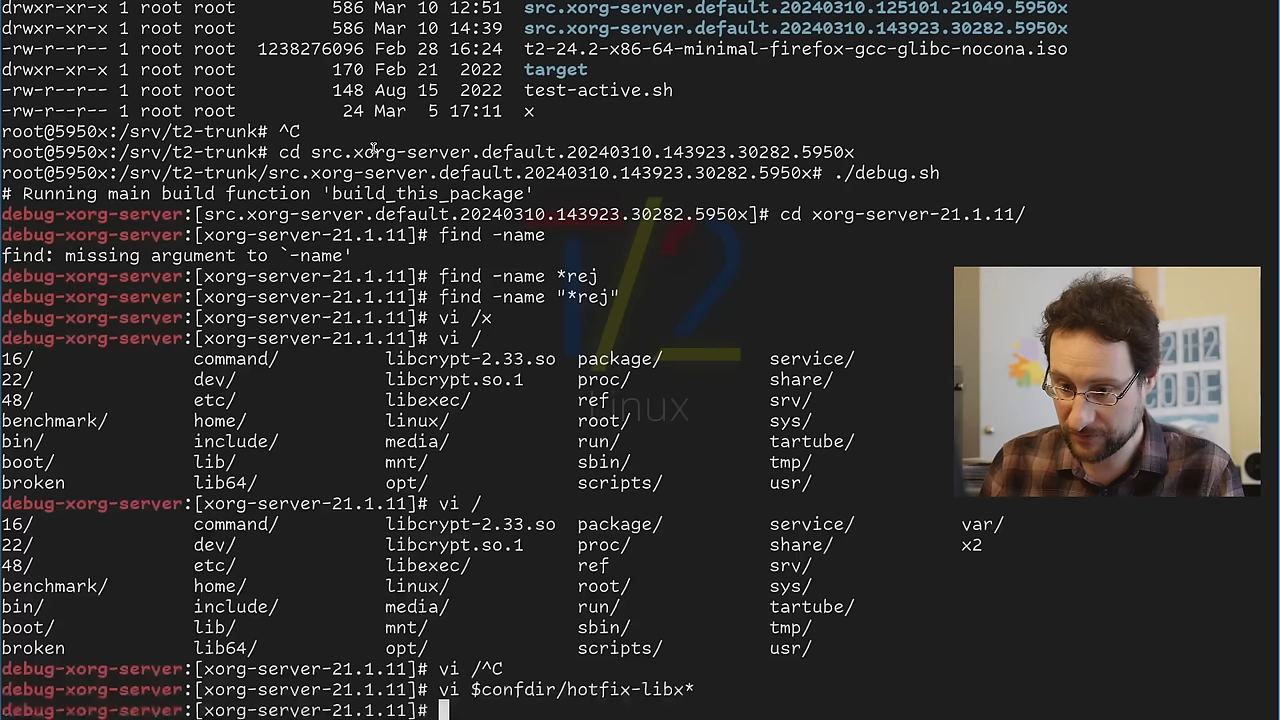 drwxr-xr-x 1 root root         586 Mar 10 12:51  src.xorg-server.default.20240310.125101.21049.5950x
drwxr-xr-x 1 root root         586 Mar 10 14:39  src.xorg-server.default.20240310.143923.30282.5950x
-rw-r--r-- 1 root root  1238276096 Feb 28 16:24  t2-24.2-x86-64-minimal-firefox-gcc-glibc-nocona.iso
drwxr-xr-x 1 root root         170 Feb 21  2022  target
-rwxr-xr-x 1 root root         148 Aug 15  2022  test-active.sh
-rw-r--r-- 1 root root          24 Mar  5 17:11  x
root@5950x:/srv/t2-trunk# ^C
root@5950x:/srv/t2-trunk# cd src.xorg-server.default.20240310.143923.30282.5950x
root@5950x:/srv/t2-trunk/src.xorg-server.default.20240310.143923.30282.5950x# ./debug.sh
# Running main build function 'build_this_package'
debug-xorg-server:[src.xorg-server.default.20240310.143923.30282.5950x]# cd xorg-server-21.1.11/
debug-xorg-server:[xorg-server-21.1.11]# find -name
find: missing argument to `-name'
debug-xorg-server:[xorg-server-21.1.11]# find -name *rej
debug-xorg-server:[xorg-server-21.1.11]# find -name "*rej"
debug-xorg-server:[xorg-server-21.1.11]# vi /x
debug-xorg-server:[xorg-server-21.1.11]# vi /
16/               command/          libcrypt-2.33.so  package/          service/
22/               dev/              libcrypt.so.1     proc/             share/
48/               etc/              libexec/          ref               srv/
benchmark/        home/             linux/            root/             sys/
bin/              include/          media/            run/              tartube/
boot/             lib/              mnt/              sbin/             tmp/
broken            lib64/            opt/              scripts/          usr/
debug-xorg-server:[xorg-server-21.1.11]# vi /
16/               command/          libcrypt-2.33.so  package/          service/          var/
22/               dev/              libcrypt.so.1     proc/             share/            x2
48/               etc/              libexec/          ref               srv/
benchmark/        home/             linux/            root/             sys/
bin/              include/          media/            run/              tartube/
boot/             lib/              mnt/              sbin/             tmp/
broken            lib64/            opt/              scripts/          usr/
debug-xorg-server:[xorg-server-21.1.11]# vi /^C
debug-xorg-server:[xorg-server-21.1.11]# vi $confdir/hotfix-libx*
debug-xorg-server:[xorg-server-21.1.11]#
T/2
Linux
T2
CODE